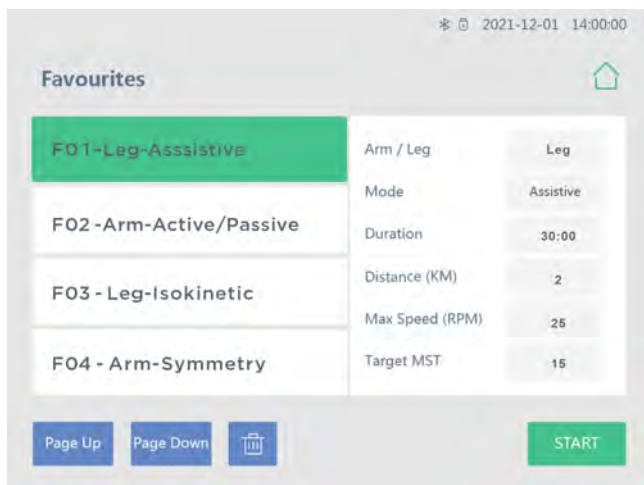 2021-12-01 14:00:00
Favourites
F01-Leg-Asssistive
F02-Arm-Active/Passive
F03 - Leg-Isokinetic
F04 - Arm-Symmetry
Arm / Leg Leg
Mode Assistive
Duration 30:00
Distance (KM) 2
Max Speed (RPM) 25
Target MST 15
Page Up Page Down START